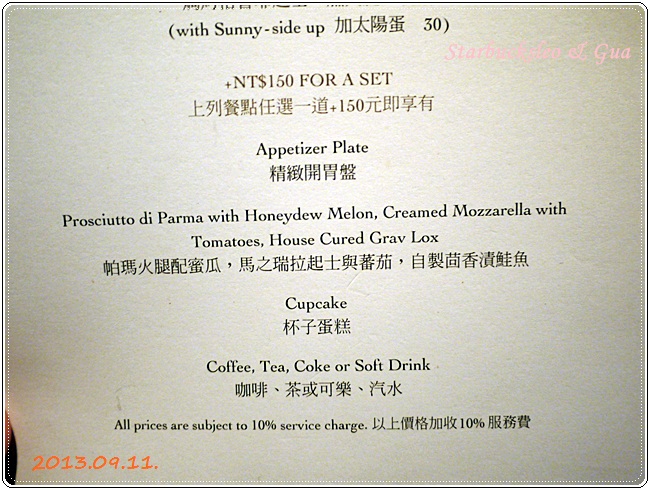 (with Sunny-side up 加太陽蛋 30)
Starbuckslen & Gua
+NT$150 FOR A SET
上列餐點任選一道+150元即享有
Appetizer Plate
精緻開胃盤
Prosciutto di Parma with Honeydew Melon, Creamed Mozzarella with
Tomatoes, House Cured Grav Lox
帕瑪火腿配蜜瓜，馬之瑞拉起士與蕃茄，自製茴香漬鮭魚
Cupcake
杯子蛋糕
Coffee, Tea, Coke or Soft Drink
咖啡、茶或可樂、汽水
All prices are subject to 10% service charge. 以上價格加收10% 服務費
2013.09.11.